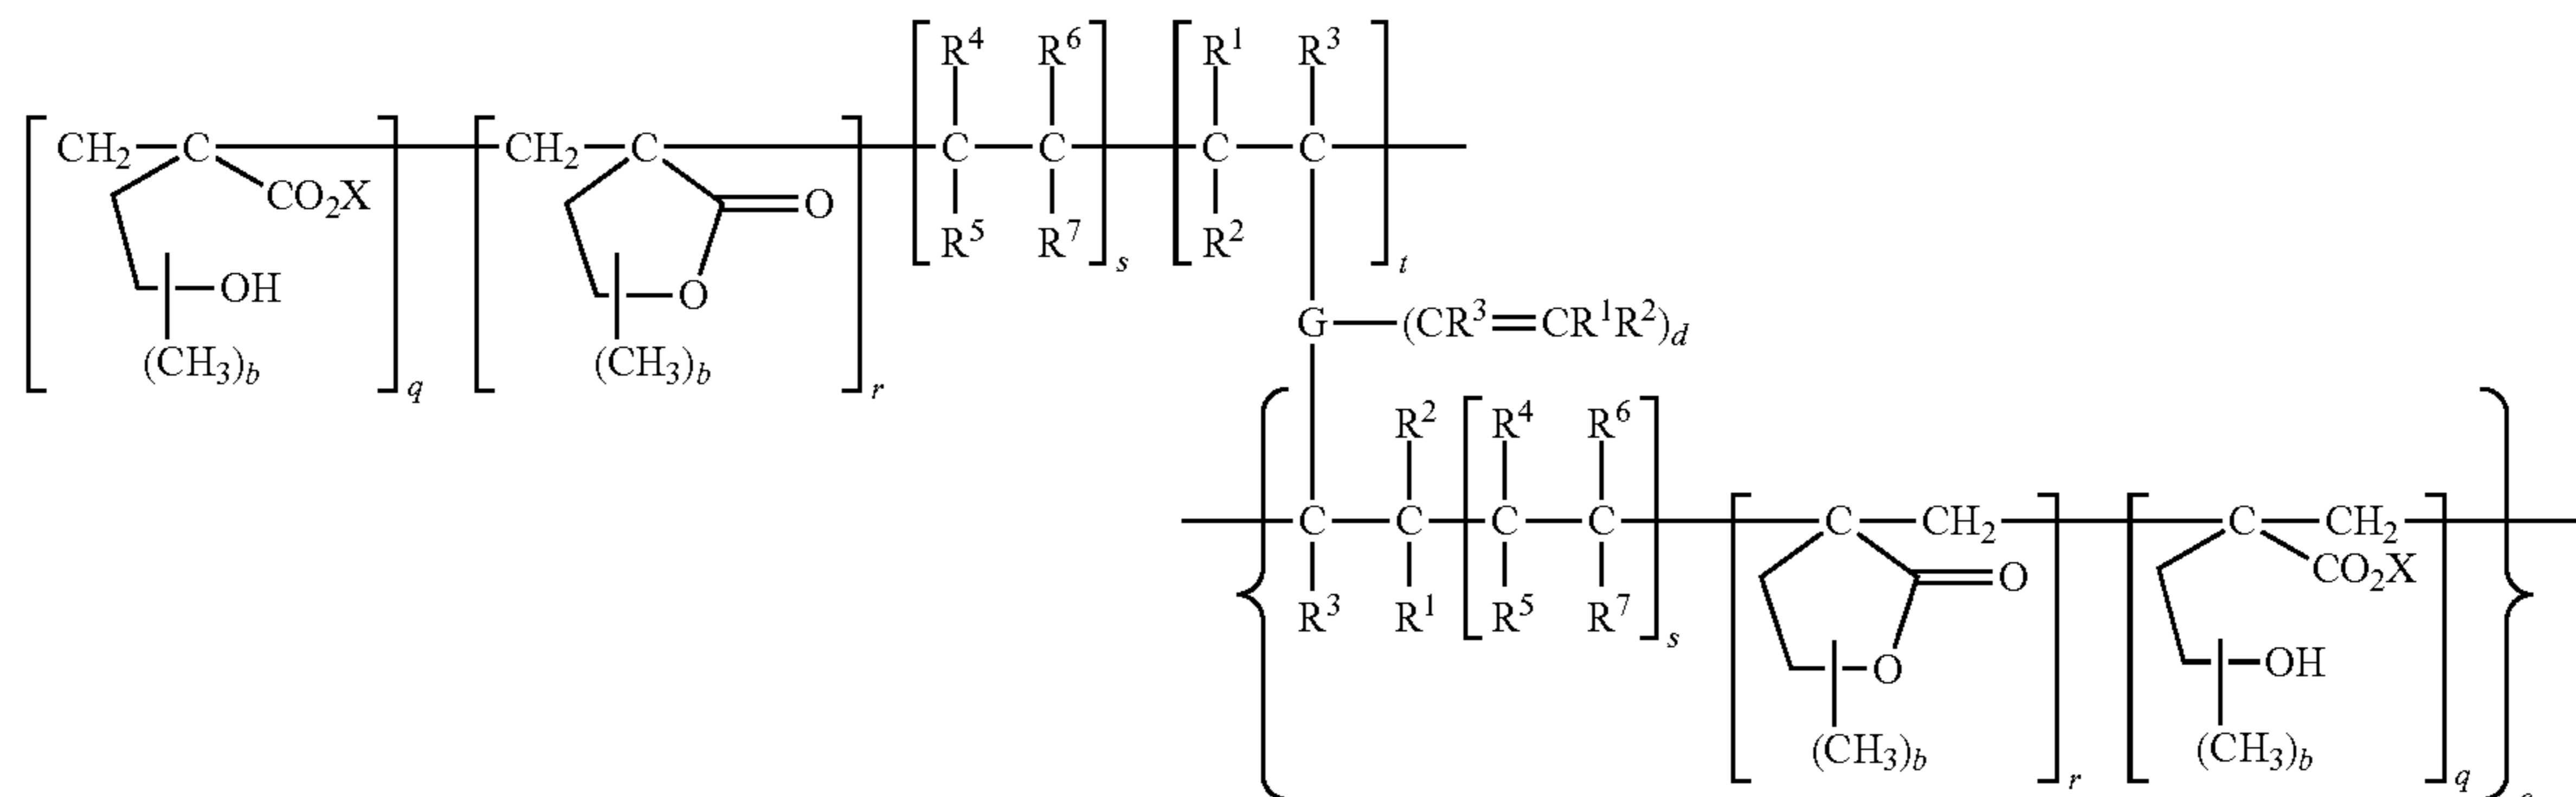 R⁴ R⁶ R¹ R³
CH₂ C CH₂ C C C C C
CO₂X O
R⁵ R⁷ s R² t
OH O
(CH₃)b q (CH₃)b r
G (CR³=CR¹R²)d
R² R⁴ R⁶
C C C C C CH₂ C CH₂
O CO₂X
R³ R¹ R⁵ R⁷ s
O OH
(CH₃)b r (CH₃)b q